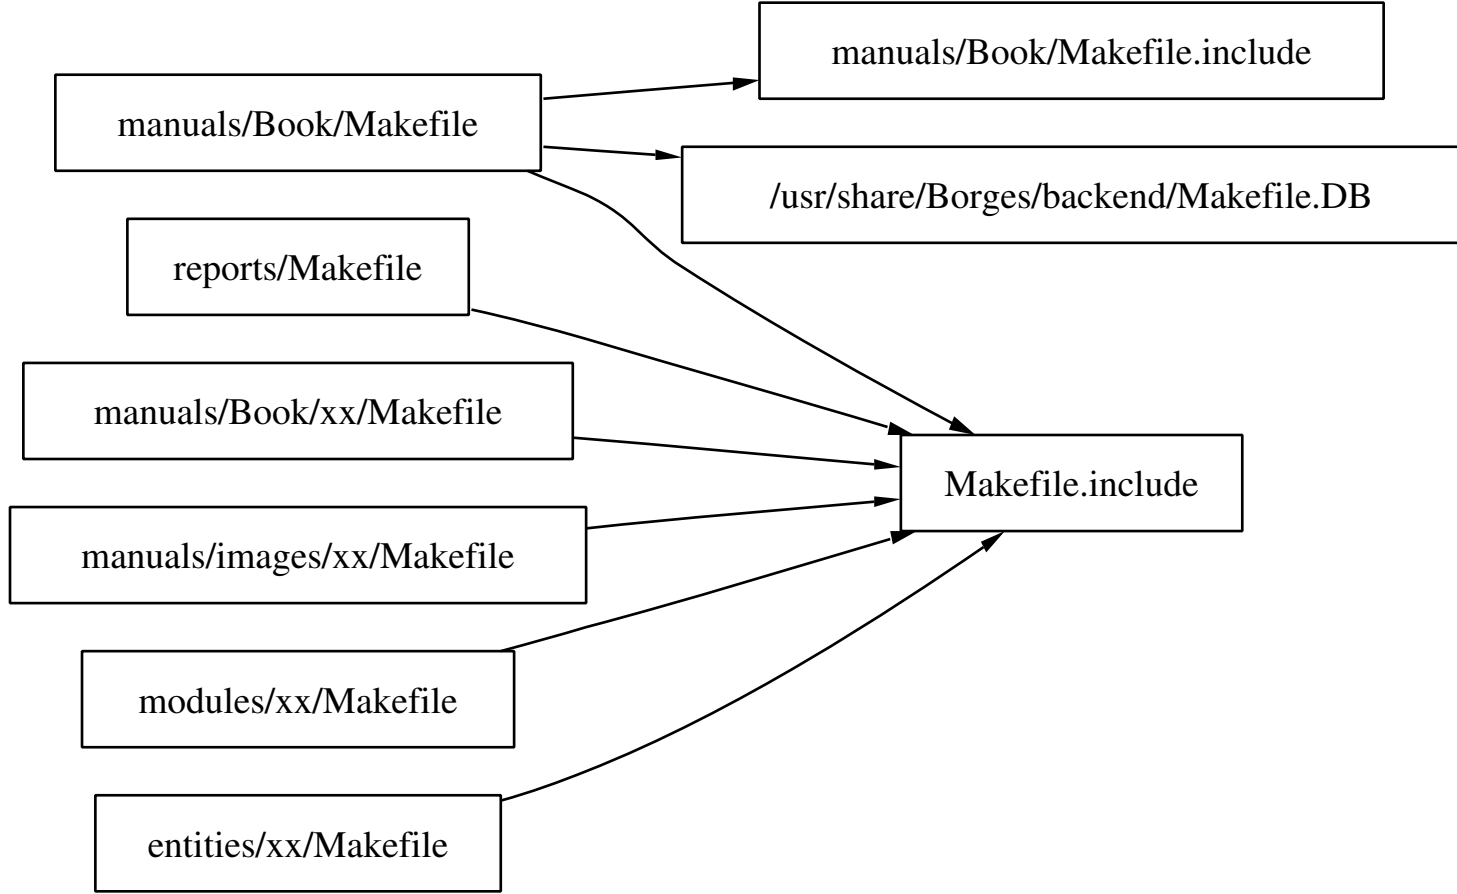 manuals/Book/Makefile.include
manuals/Book/Makefile
/usr/share/Borges/backend/Makefile.DB
reports/Makefile
manuals/Book/xx/Makefile
Makefile.include
manuals/images/xx/Makefile
modules/xx/Makefile
entities/xx/Makefile